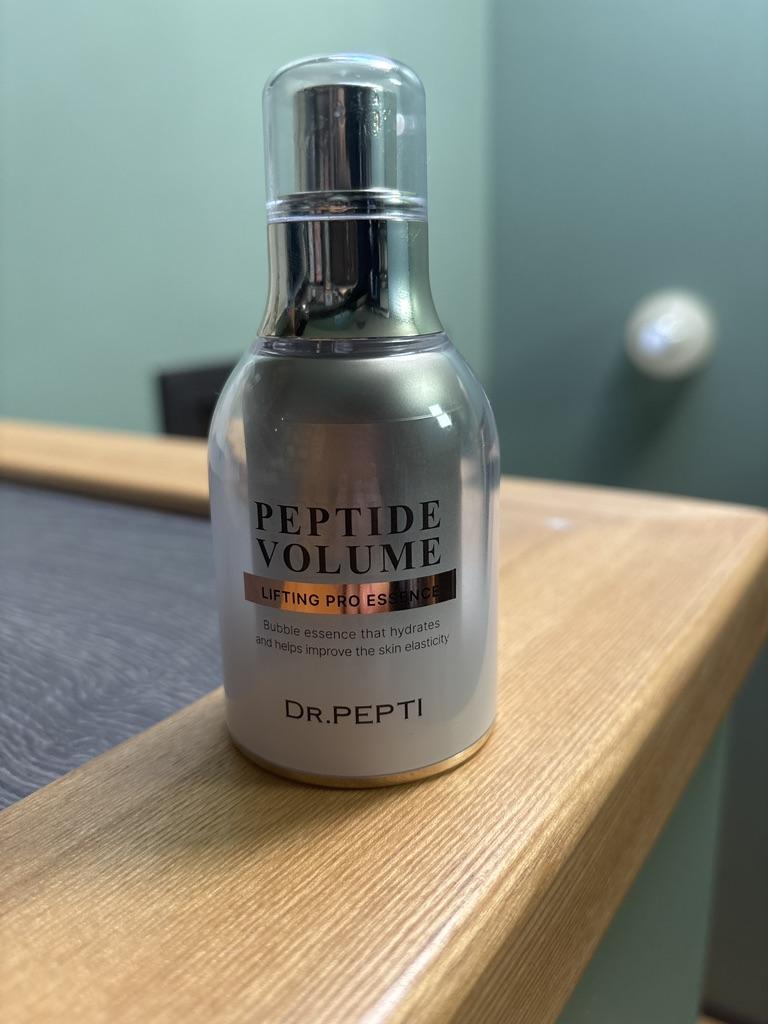 PEPTIDE
VOLUME
LIFTING PRO ESSENCE
Bubble essence that hydrates
and helps improve the skin elasticity
DR.PEPTI